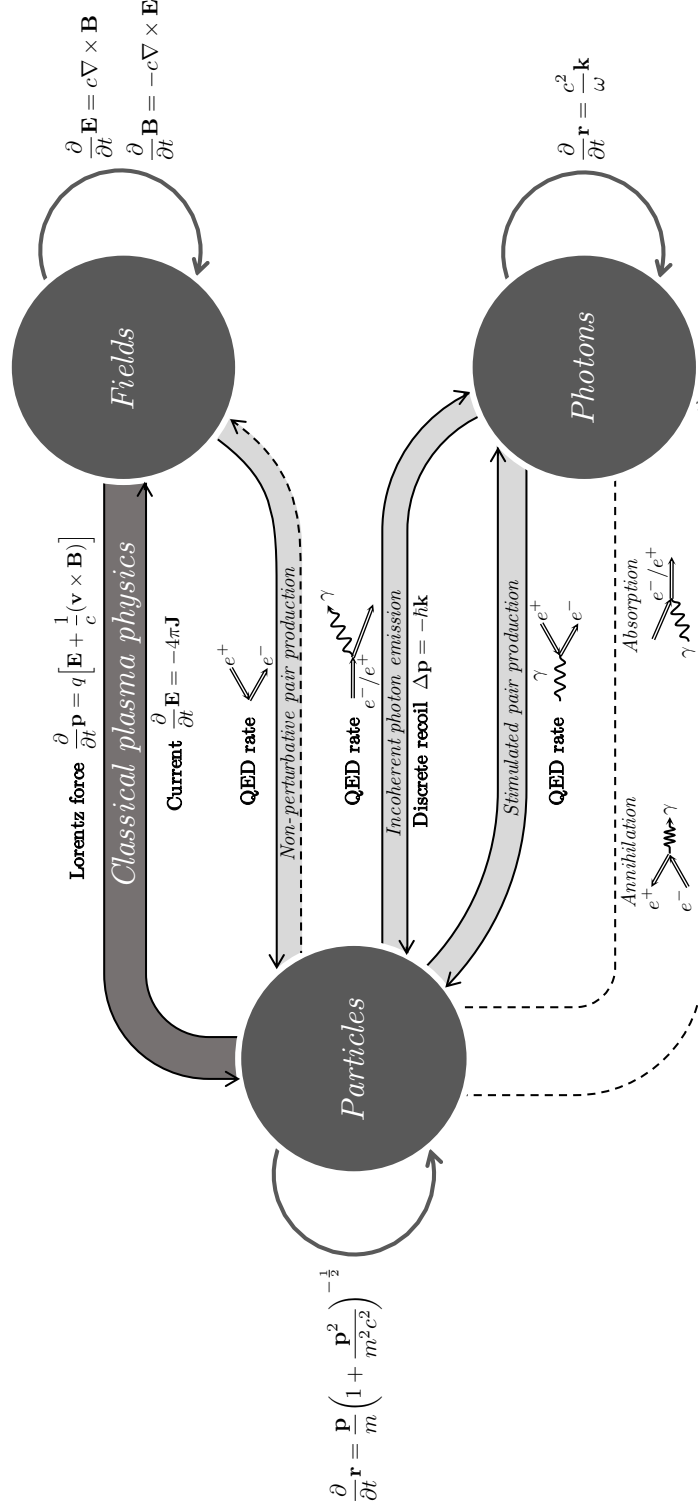 ∂/∂t r = p/m (1 + p²/m²c²)^(-1/2)
Particles
Lorentz force ∂/∂t p = q[E + 1/c (v × B)]
Classical plasma physics
Current ∂/∂t E = −4πJ
QED rate e⁺ e⁻
Non-perturbative pair production
QED rate e⁻/e⁺ γ
Incoherent photon emission
Discrete recoil Δp = −ħk
Stimulated pair production
QED rate γ e⁺ e⁻
Annihilation
e⁺ e⁻ γ
Absorption
e⁻/e⁺ γ
Fields
∂/∂t E = c∇ × B
∂/∂t B = −c∇ × E
Photons
∂/∂t r = c²/ω k